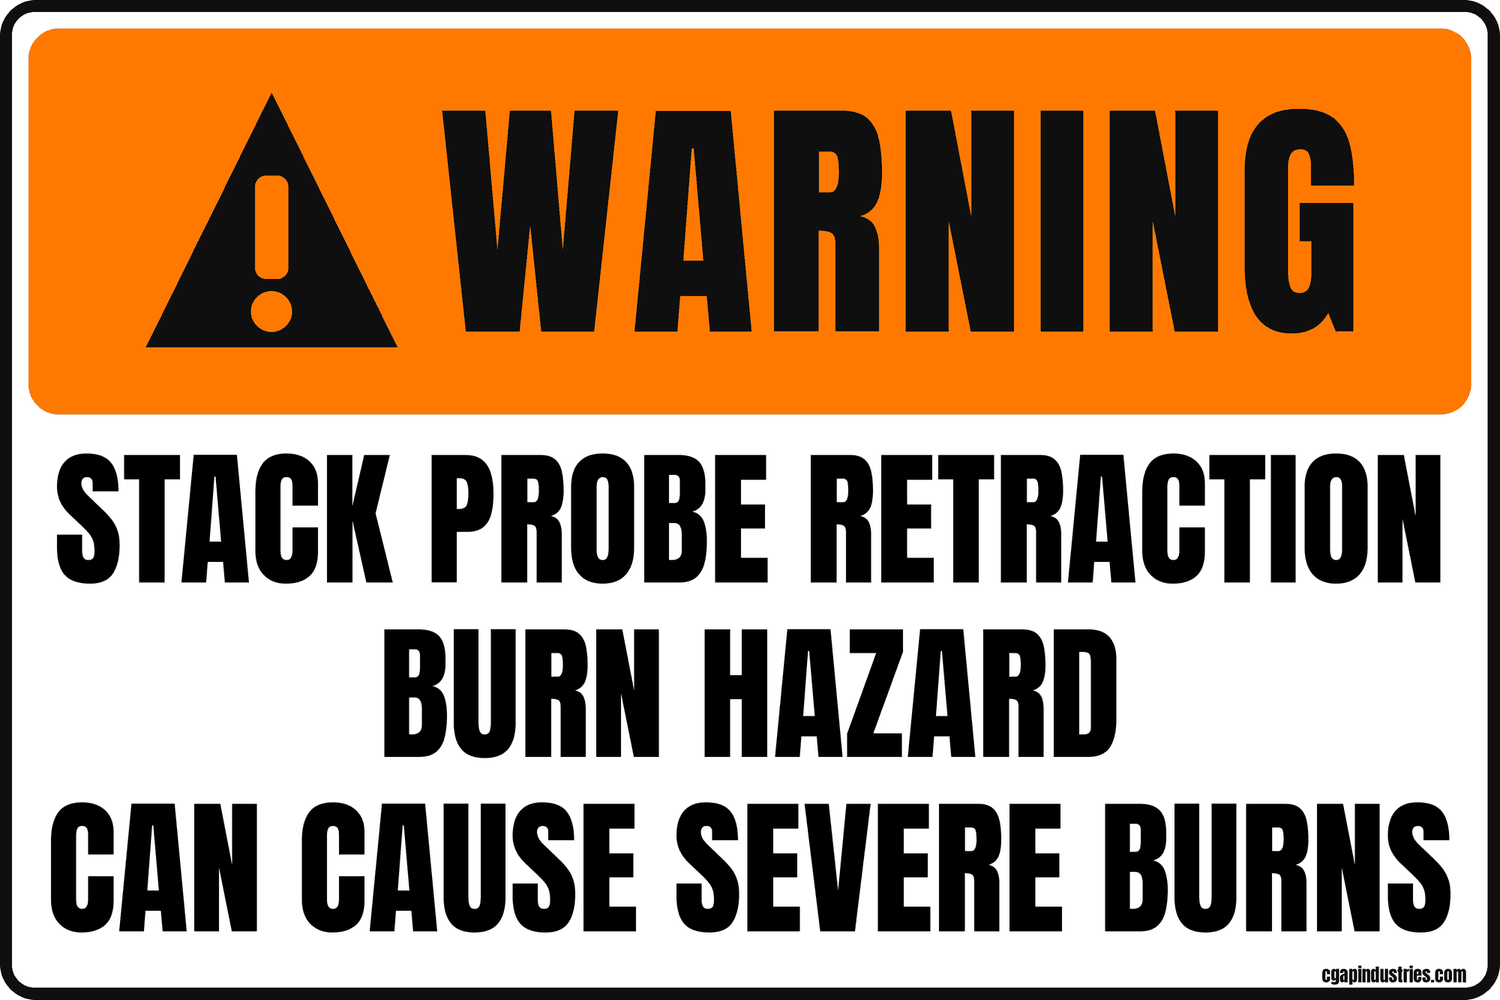 WARNING
STACK PROBE RETRACTION
BURN HAZARD
CAN CAUSE SEVERE BURNS
cgapindustries.com